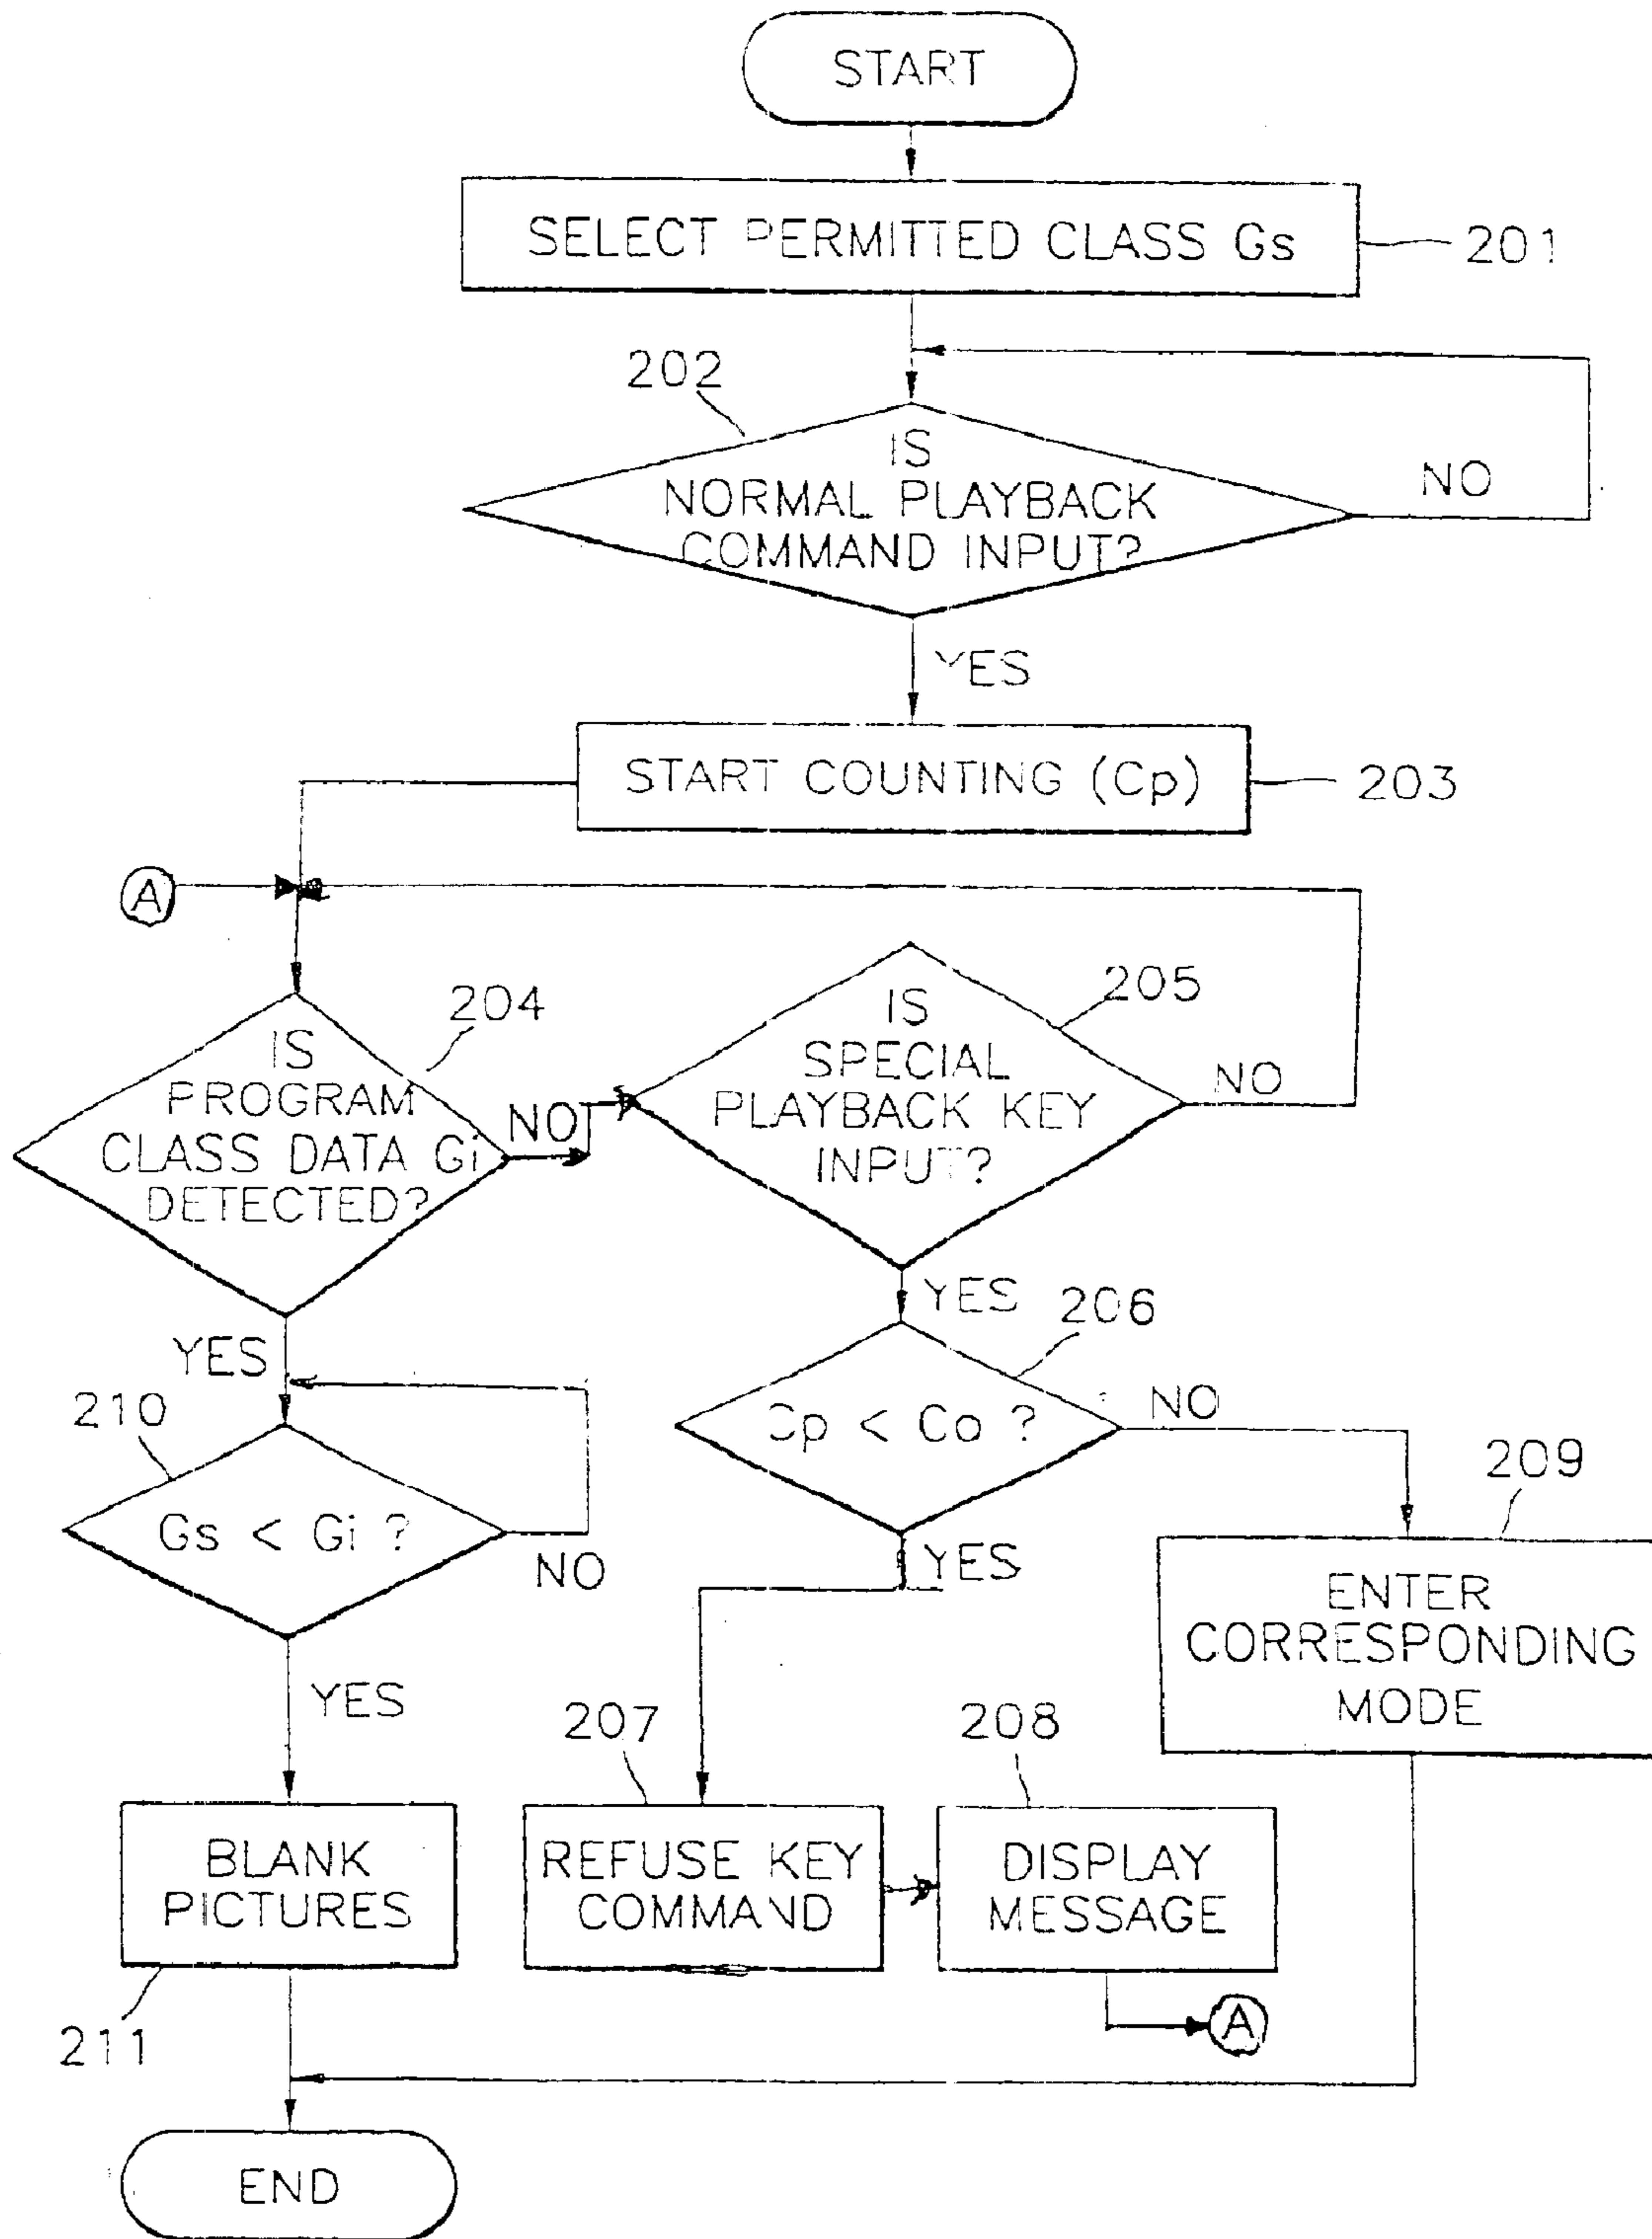 START
SELECT PERMITTED CLASS Gs
201
202
IS
NORMAL PLAYBACK
COMMAND INPUT?
NO
YES
START COUNTING (Cp)
203
A
204
IS
PROGRAM
CLASS DATA Gi
DETECTED?
NO
205
IS
SPECIAL
PLAYBACK KEY
INPUT?
NO
YES
YES
206
Cp < Co ?
NO
210
Gs < Gi ?
NO
YES
209
ENTER
CORRESPONDING
MODE
YES
207
208
BLANK
PICTURES
REFUSE KEY
COMMAND
DISPLAY
MESSAGE
211
A
END